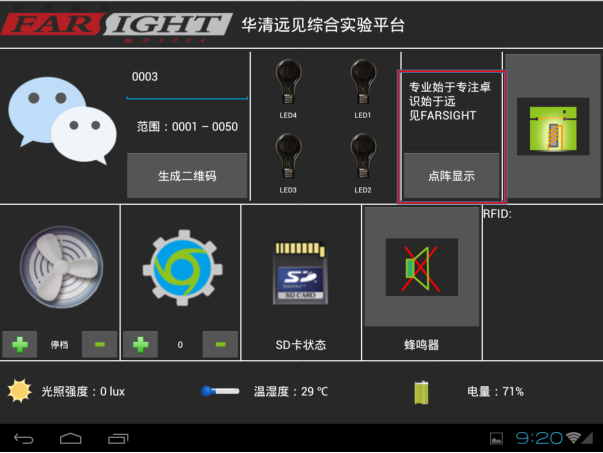 FARSIGHT
华清远见综合实验平台
0003
范围：0001 – 0050
生成二维码
LED4
LED1
LED3
LED2
专业始于专注卓
识始于远
见FARSIGHT
点阵显示
停档
0
SD
SD CARD
SD卡状态
蜂鸣器
RFID:
光照强度：0 lux
温湿度：29 ℃
电量：71%
9:20